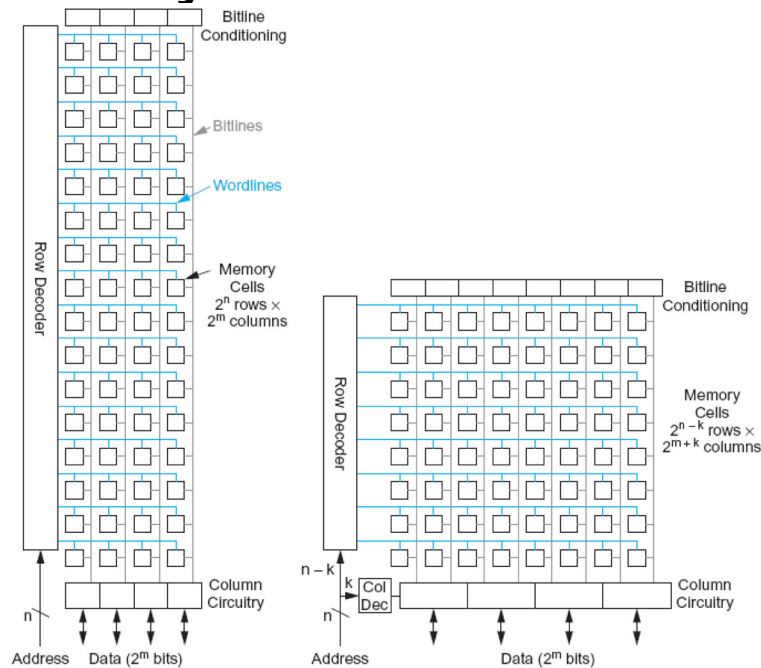 Bitline
Conditioning
Bitlines
Wordlines
Row Decoder
Memory
Cells
2ⁿ rows ×
2ᵐ columns
n
Column
Circuitry
Address
Data (2ᵐ bits)
Bitline
Conditioning
Row Decoder
Memory
Cells
2ⁿ⁻ᵏ rows ×
2ᵐ⁺ᵏ columns
n – k
k
Col
Dec
n
Column
Circuitry
Address
Data (2ᵐ bits)